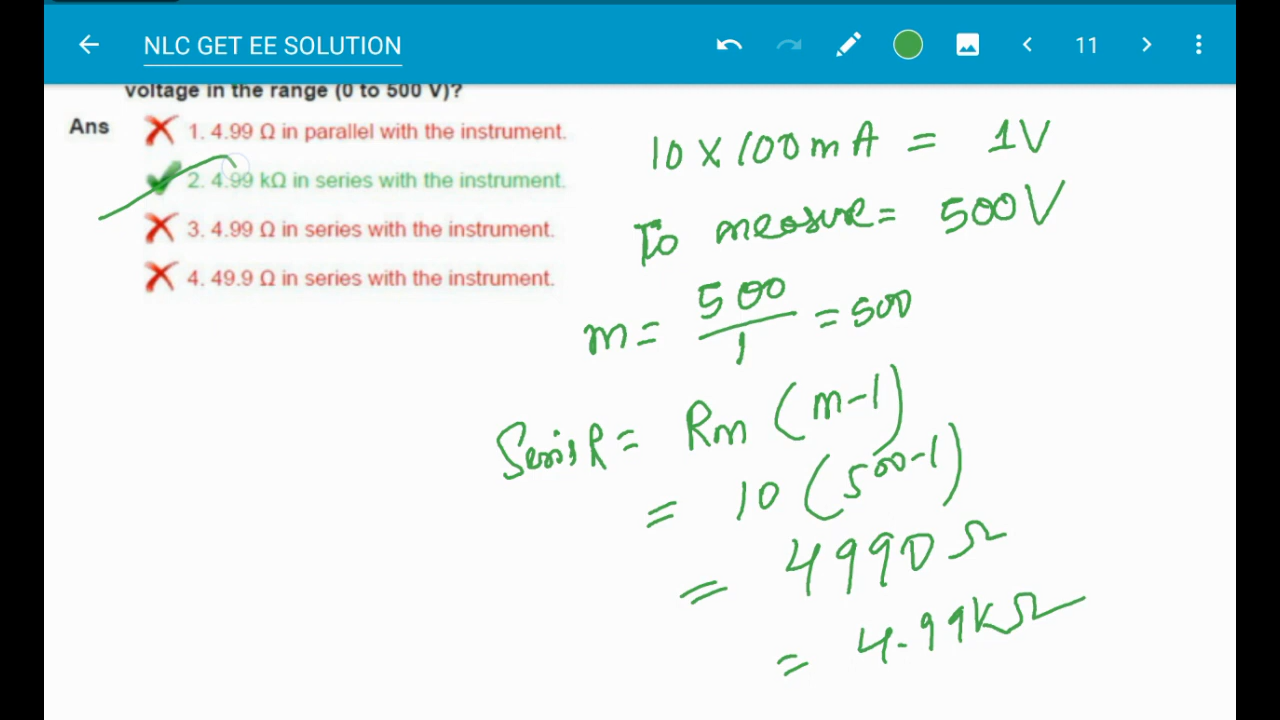 NLC GET EE SOLUTION
11
voltage in the range (0 to 500 V)?
Ans
1. 4.99 Ω in parallel with the instrument.
2. 4.99 kΩ in series with the instrument.
3. 4.99 Ω in series with the instrument.
4. 49.9 Ω in series with the instrument.
10 X 100 mA = 1V
To measure = 500V
m = 500/1 = 500
Series R = Rm (m-1)
= 10 (500-1)
= 4990 Ω
= 4.99kΩ